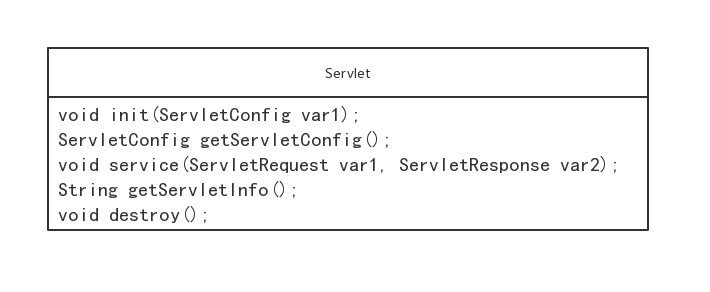 Servlet
void init(ServletConfig var1);
ServletConfig getServletConfig();
void service(ServletRequest var1, ServletResponse var2);
String getServletInfo();
void destroy();